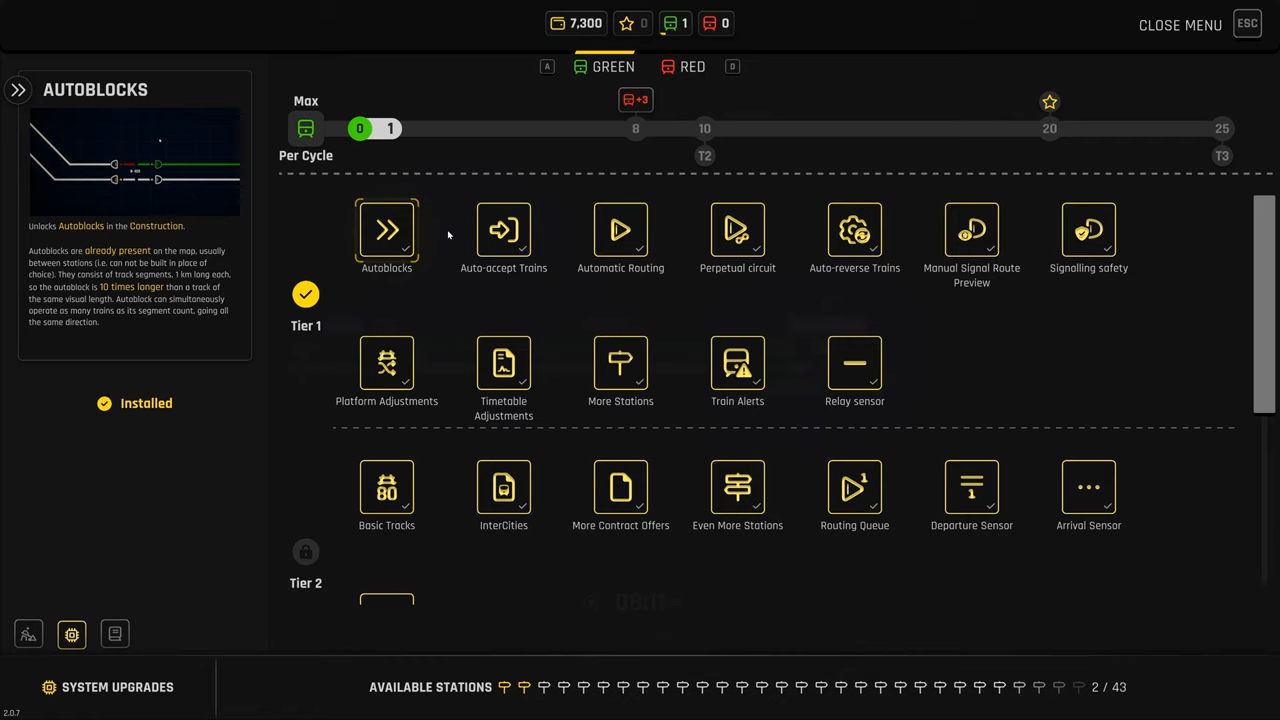 7,300
0
1
0
CLOSE MENU
ESC
A
GREEN
RED
D
AUTOBLOCKS
Max
+3
0
1
8
10
20
25
Per Cycle
T2
T3
Unlocks Autoblocks in the Construction.
Autoblocks are already present on the map, usually
between stations (i.e. can not be built in place of
choice). They consist of track segments, 1 km long each,
so the autoblock is 10 times longer than a track of
the same visual length. Autoblock can simultaneously
operate as many trains as its segment count, going all
the same direction.
Installed
Autoblocks
Auto-accept Trains
Automatic Routing
Perpetual circuit
Auto-reverse Trains
Manual Signal Route
Preview
Signalling safety
Tier 1
Platform Adjustments
Timetable
Adjustments
More Stations
Train Alerts
Relay sensor
80
1
1
Basic Tracks
InterCities
More Contract Offers
Even More Stations
Routing Queue
Departure Sensor
Arrival Sensor
Tier 2
SYSTEM UPGRADES
AVAILABLE STATIONS
2 / 43
2.0.7